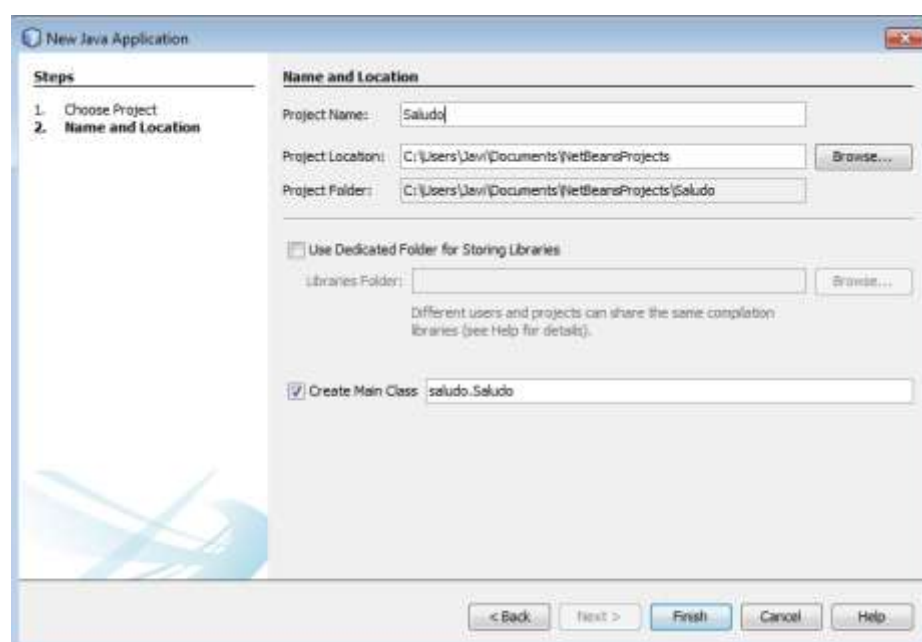 New Java Application
Steps
1. Choose Project
2. Name and Location
Name and Location
Project Name: Saludo
Project Location: C:\Users\Javi\Documents\NetBeansProjects Browse...
Project Folder: C:\Users\Javi\Documents\NetBeansProjects\Saludo
Use Dedicated Folder for Storing Libraries
Libraries Folder: Browse...
Different users and projects can share the same compilation
libraries (see Help for details).
Create Main Class saludo.Saludo
< Back Next > Finish Cancel Help